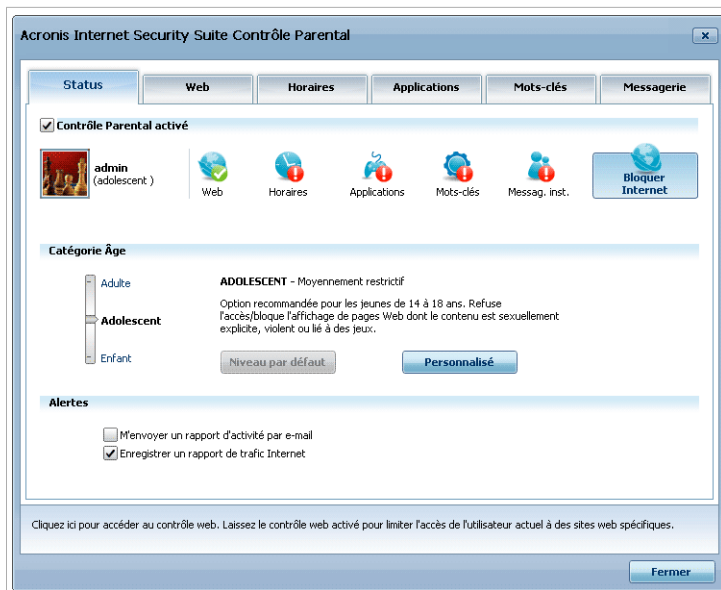 Acronis Internet Security Suite Contrôle Parental
Status
Web
Horaires
Applications
Mots-clés
Messagerie
Contrôle Parental activé
admin
(adolescent )
Web
Horaires
Applications
Mots-clés
Messag. inst.
Bloquer
Internet
Catégorie Âge
Adulte
Adolescent
Enfant
ADOLESCENT - Moyennement restrictif
Option recommandée pour les jeunes de 14 à 18 ans. Refuse
l'accès/bloque l'affichage de pages Web dont le contenu est sexuellement
explicite, violent ou lié à des jeux.
Niveau par défaut
Personnalisé
Alertes
M'envoyer un rapport d'activité par e-mail
Enregistrer un rapport de trafic Internet
Cliquez ici pour accéder au contrôle web. Laissez le contrôle web activé pour limiter l'accès de l'utilisateur actuel à des sites web spécifiques.
Fermer